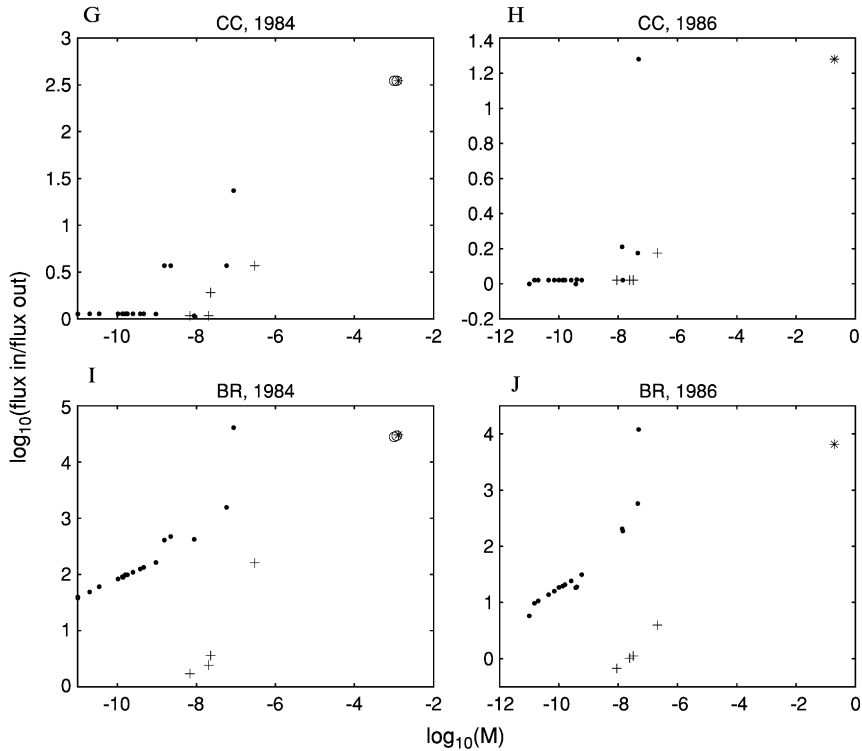 G
CC, 1984
3
2.5
2
1.5
1
0.5
0
-10 -8 -6 -4 -2
H
CC, 1986
1.4
1.2
1
0.8
0.6
0.4
0.2
0
-0.2
-12 -10 -8 -6 -4 -2 0
log10(flux in/flux out)
I
BR, 1984
5
4
3
2
1
0
-10 -8 -6 -4 -2
J
BR, 1986
4
3
2
1
0
-12 -10 -8 -6 -4 -2 0
log10(M)